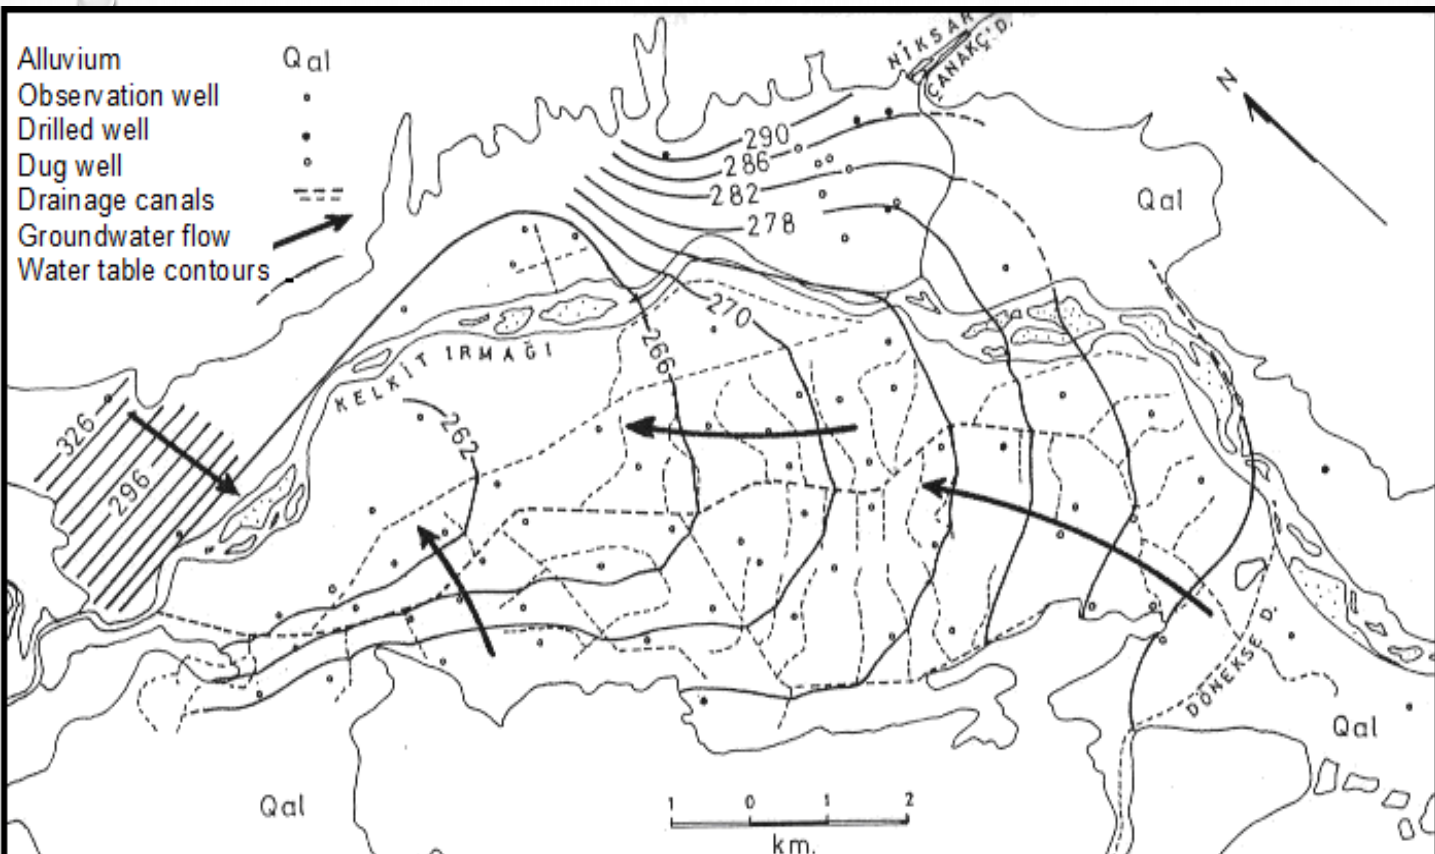 Alluvium Qal
Observation well
Drilled well
Dug well
Drainage canals
Groundwater flow
Water table contours
NİKSAR
ÇANAKÇI D.
N
290
286
282
278
Qal
270
266
KELKİT IRMAĞI
262
326
296
DÖNEKSE D.
Qal
Qal
1 0 1 2
km.